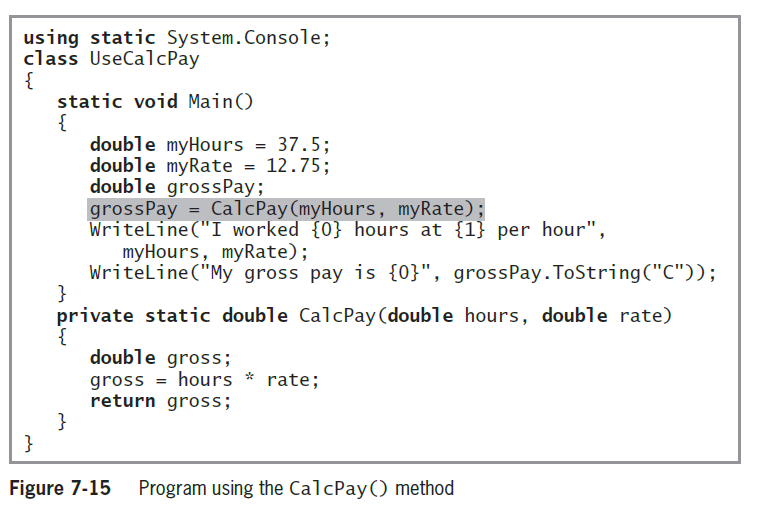 using static System.Console;
class UseCalcPay
{
static void Main()
{
double myHours = 37.5;
double myRate = 12.75;
double grossPay;
grossPay = CalcPay(myHours, myRate);
WriteLine("I worked {0} hours at {1} per hour",
myHours, myRate);
WriteLine("My gross pay is {0}", grossPay.ToString("C"));
}
private static double CalcPay(double hours, double rate)
{
double gross;
gross = hours * rate;
return gross;
}
}
Figure 7-15 Program using the CalcPay() method